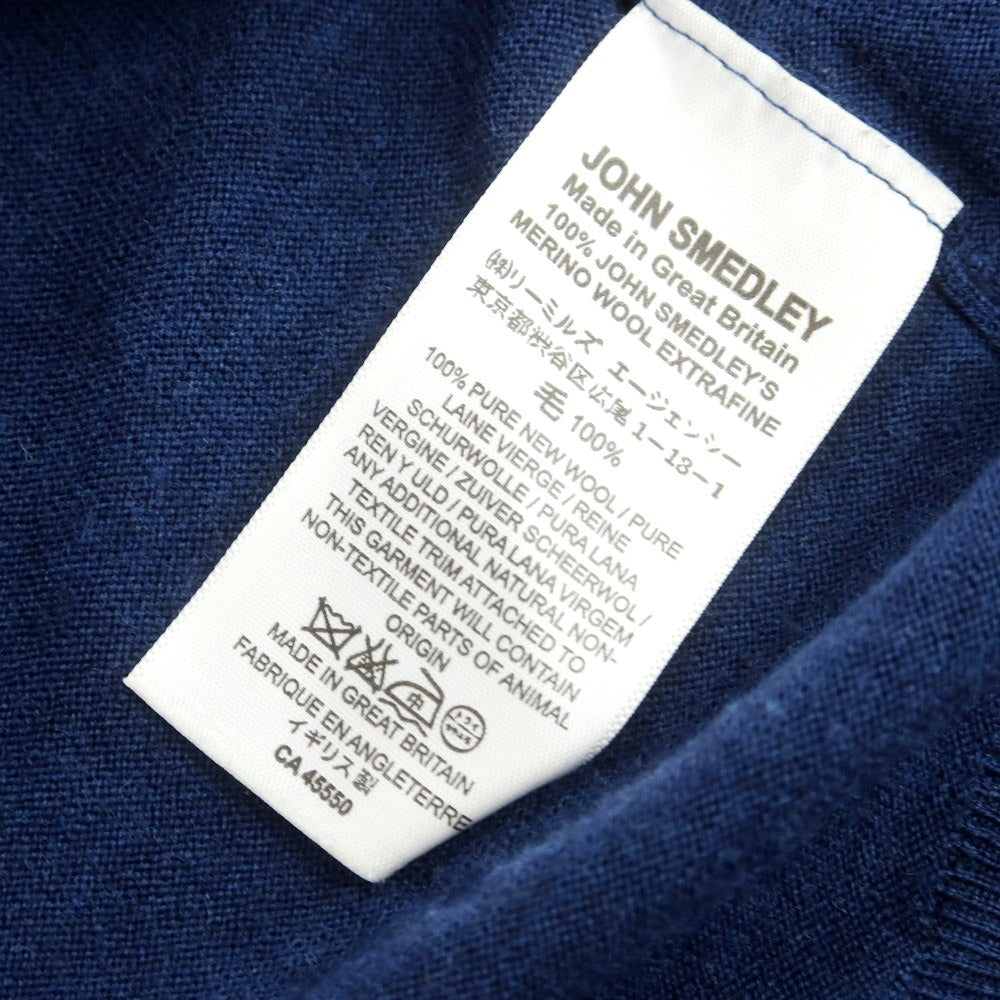 JOHN SMEDLEY
Made in Great Britain
100% JOHN SMEDLEY'S
MERINO WOOL EXTRAFINE
(株)リーミルズ エージェンシー
東京都渋谷区広尾 1-13-1
毛 100%
100% PURE NEW WOOL / PURE
LAINE VIERGE / REINE
SCHURWOLLE / PURA LANA
VERGINE / ZUIVER SCHEERWOL /
REN Y ULD / PURA LANA VIRGEM
ANY ADDITIONAL NATURAL NON-
TEXTILE TRIM ATTACHED TO
THIS GARMENT WILL CONTAIN
NON-TEXTILE PARTS OF ANIMAL
ORIGIN
中
MADE IN GREAT BRITAIN
FABRIQUE EN ANGLETERRE
イギリス製
CA 45550